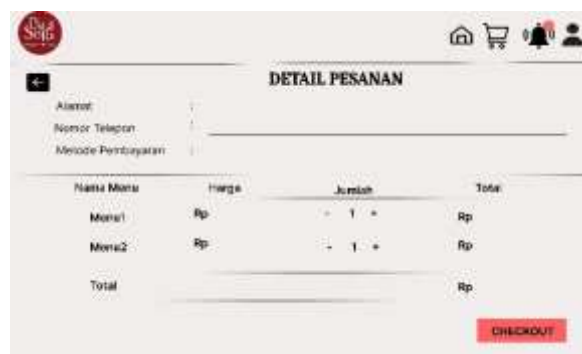 DETAIL PESANAN
Alamat :
Nomor Telepon :
Metode Pembayaran :
Nama Menu Harga Jumlah Total
Menu1 Rp - 1 + Rp
Menu2 Rp - 1 + Rp
Total Rp
CHECKOUT